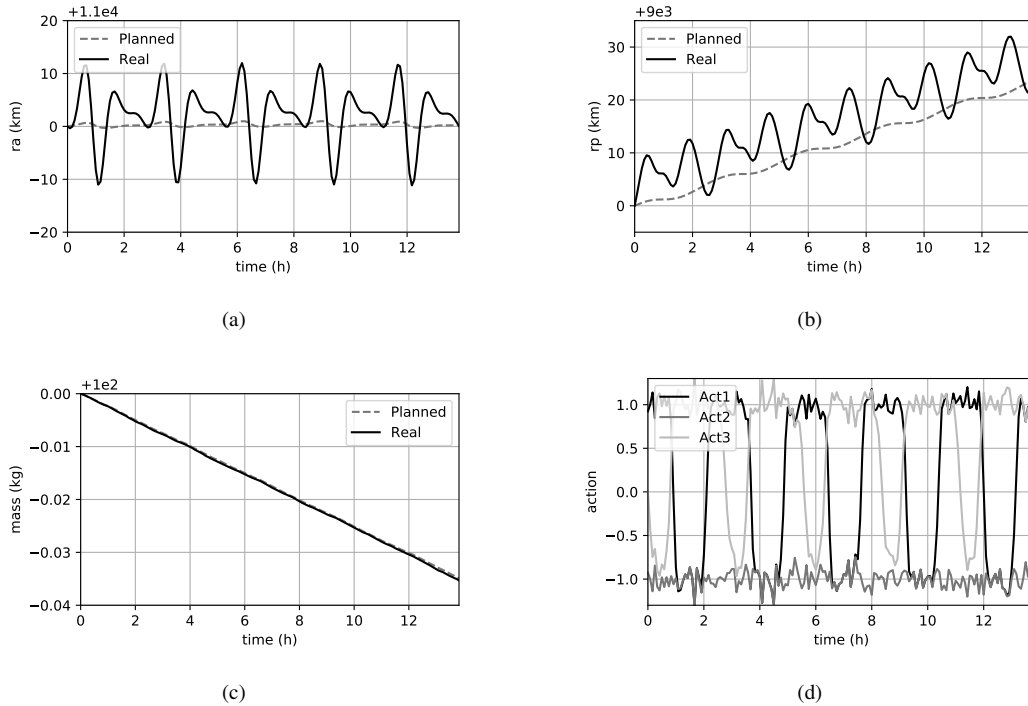 +1.1e4
20
10
0
−10
−20
ra (km)
Planned
Real
0 2 4 6 8 10 12
time (h)
(a)
+9e3
30
20
10
0
rp (km)
Planned
Real
0 2 4 6 8 10 12
time (h)
(b)
+1e2
0.00
−0.01
−0.02
−0.03
−0.04
mass (kg)
Planned
Real
0 2 4 6 8 10 12
time (h)
(c)
1.0
0.5
0.0
−0.5
−1.0
action
Act1
Act2
Act3
0 2 4 6 8 10 12
time (h)
(d)